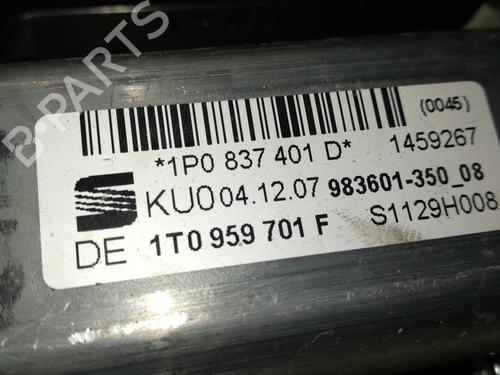 (0045)
*1P0 837 401 D* 1459267
KU0 04.12.07 983601-350_08
DE 1T0 959 701 F S1129H008
B-PARTS